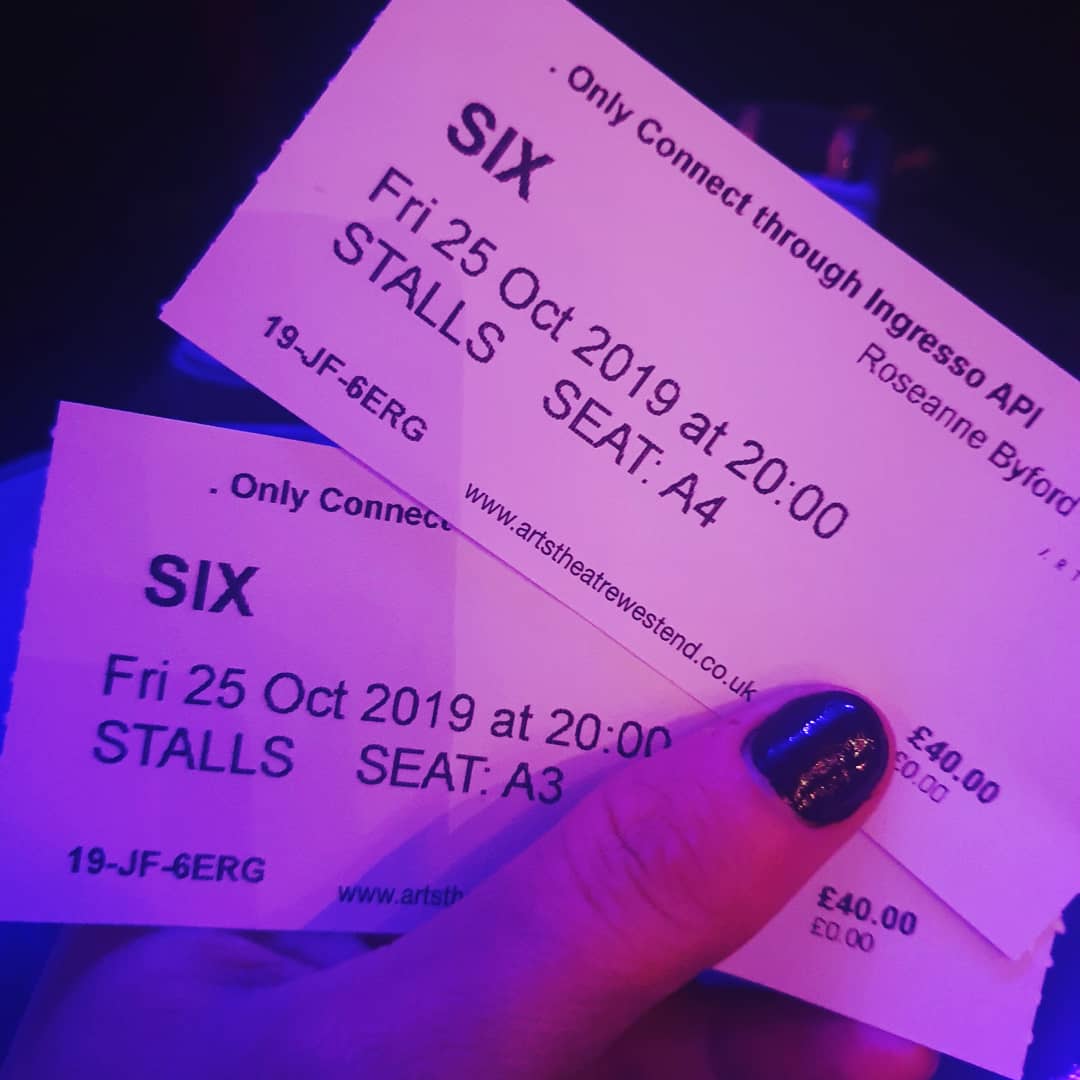 . Only Connect through Ingresso API
Roseanne Byford
SIX
Fri 25 Oct 2019 at 20:00
STALLS SEAT: A4
19-JF-6ERG
www.artstheatrewestend.co.uk
£40.00
£0.00
. Only Connect
SIX
Fri 25 Oct 2019 at 20:00
STALLS SEAT: A3
19-JF-6ERG
www.artsth
£40.00
£0.00